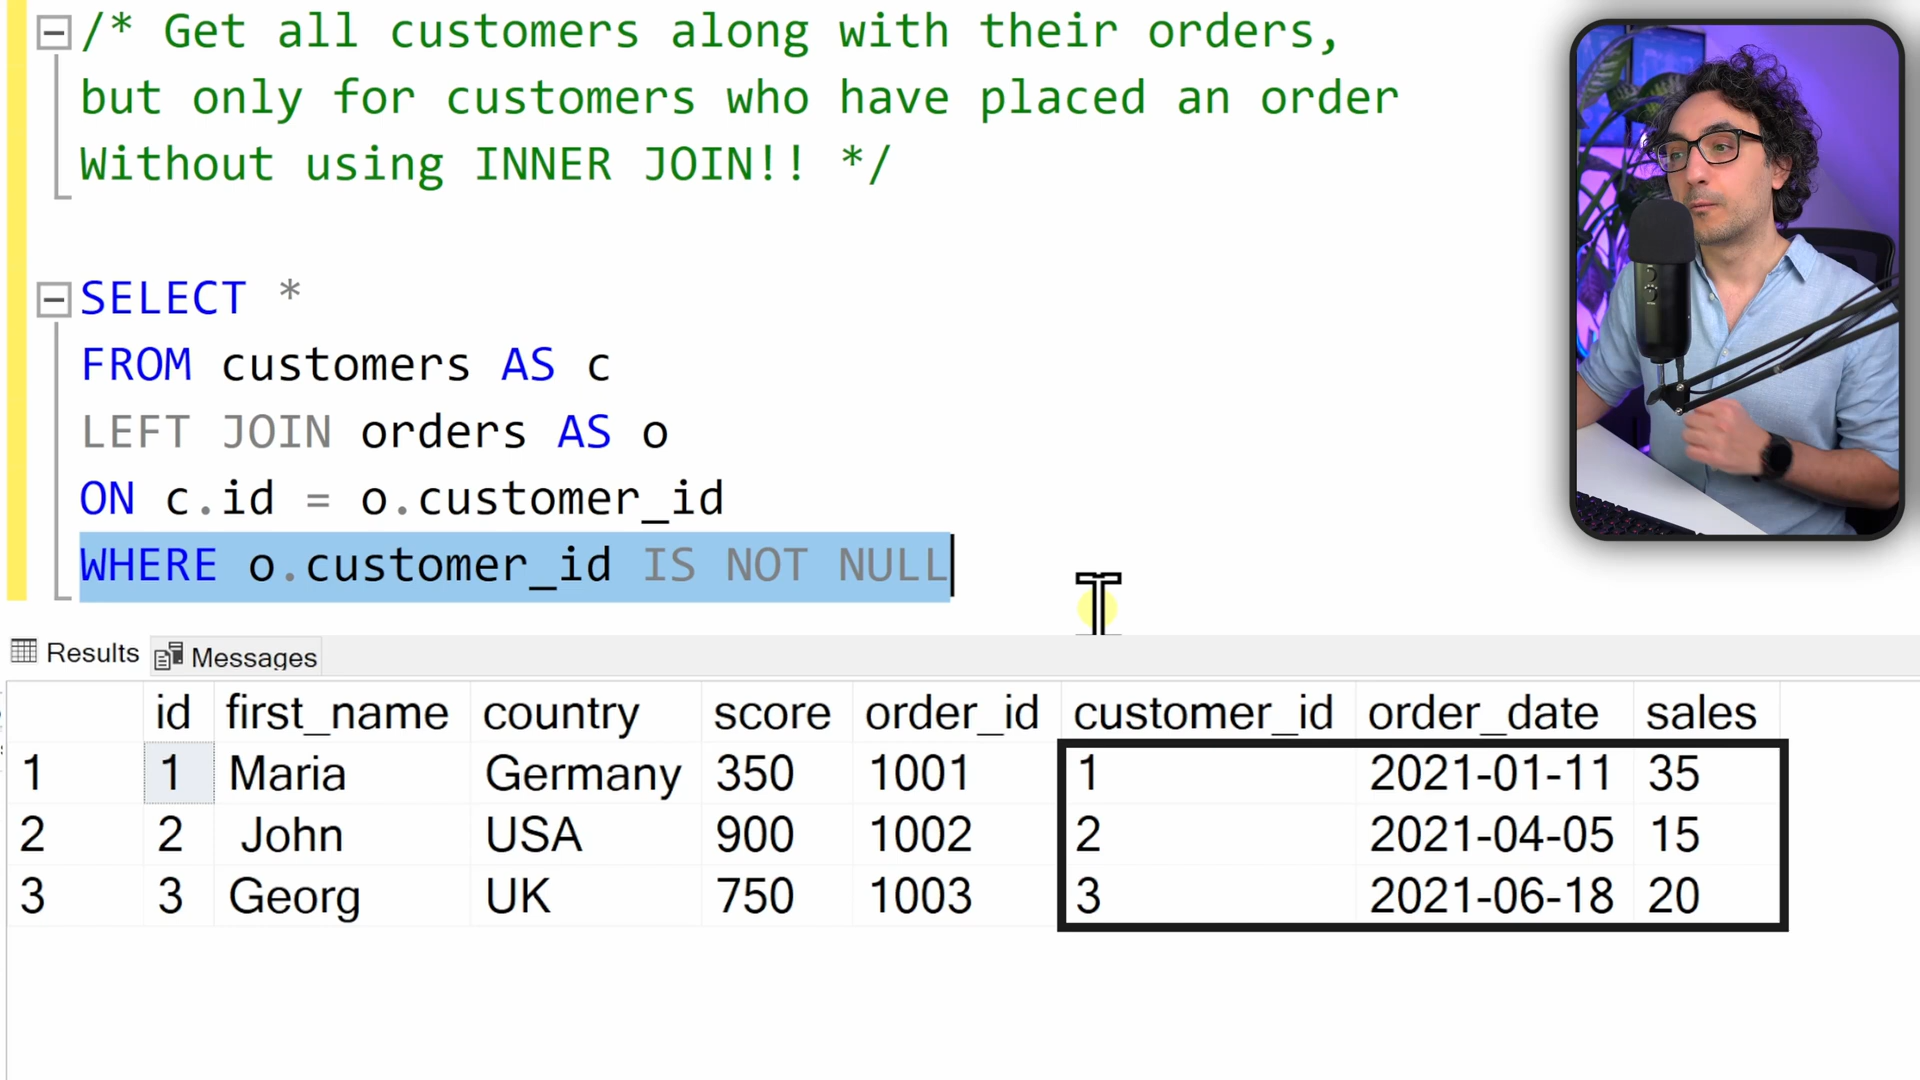 /* Get all customers along with their orders,
but only for customers who have placed an order
Without using INNER JOIN!! */
SELECT *
FROM customers AS c
LEFT JOIN orders AS o
ON c.id = o.customer_id
WHERE o.customer_id IS NOT NULL
Results Messages
id first_name country score order_id customer_id order_date sales
1 1 Maria Germany 350 1001 1 2021-01-11 35
2 2 John USA 900 1002 2 2021-04-05 15
3 3 Georg UK 750 1003 3 2021-06-18 20